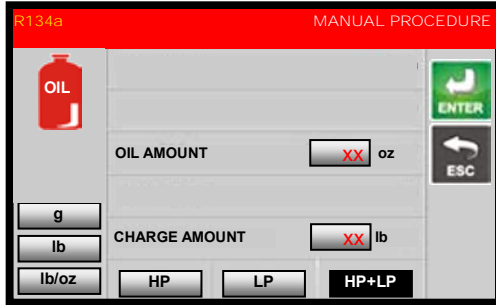 R134a MANUAL PROCEDURE
OIL
ENTER
OIL AMOUNT XX oz
ESC
g
lb
CHARGE AMOUNT XX lb
lb/oz
HP LP HP+LP